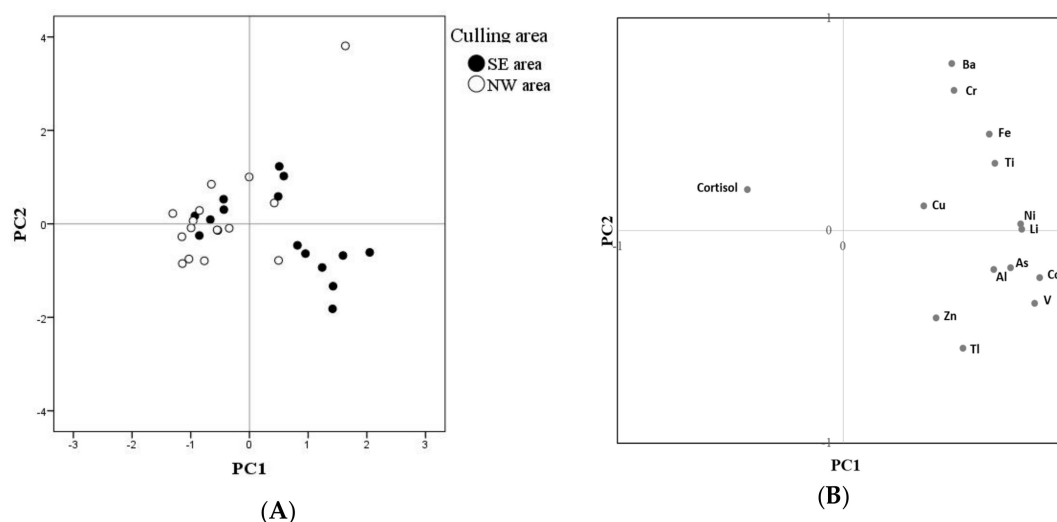 Culling area
SE area
NW area
4
2
0
-2
-4
PC2
-3
-2
-1
0
1
2
3
PC1
(A)
1
Ba
Cr
Fe
Ti
Cortisol
Cu
Ni
Li
PC2
-1
0
0
As
Al
Co
V
Zn
Tl
-1
PC1
(B)